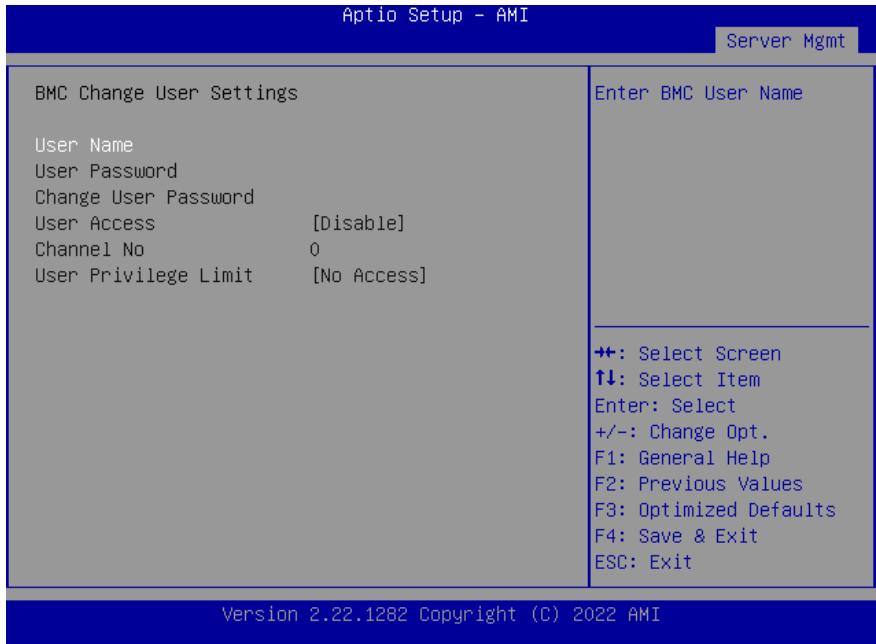 Aptio Setup – AMI
Server Mgmt
BMC Change User Settings
User Name
User Password
Change User Password
User Access [Disable]
Channel No 0
User Privilege Limit [No Access]
Enter BMC User Name
→←: Select Screen
↑↓: Select Item
Enter: Select
+/-: Change Opt.
F1: General Help
F2: Previous Values
F3: Optimized Defaults
F4: Save & Exit
ESC: Exit
Version 2.22.1282 Copyright (C) 2022 AMI